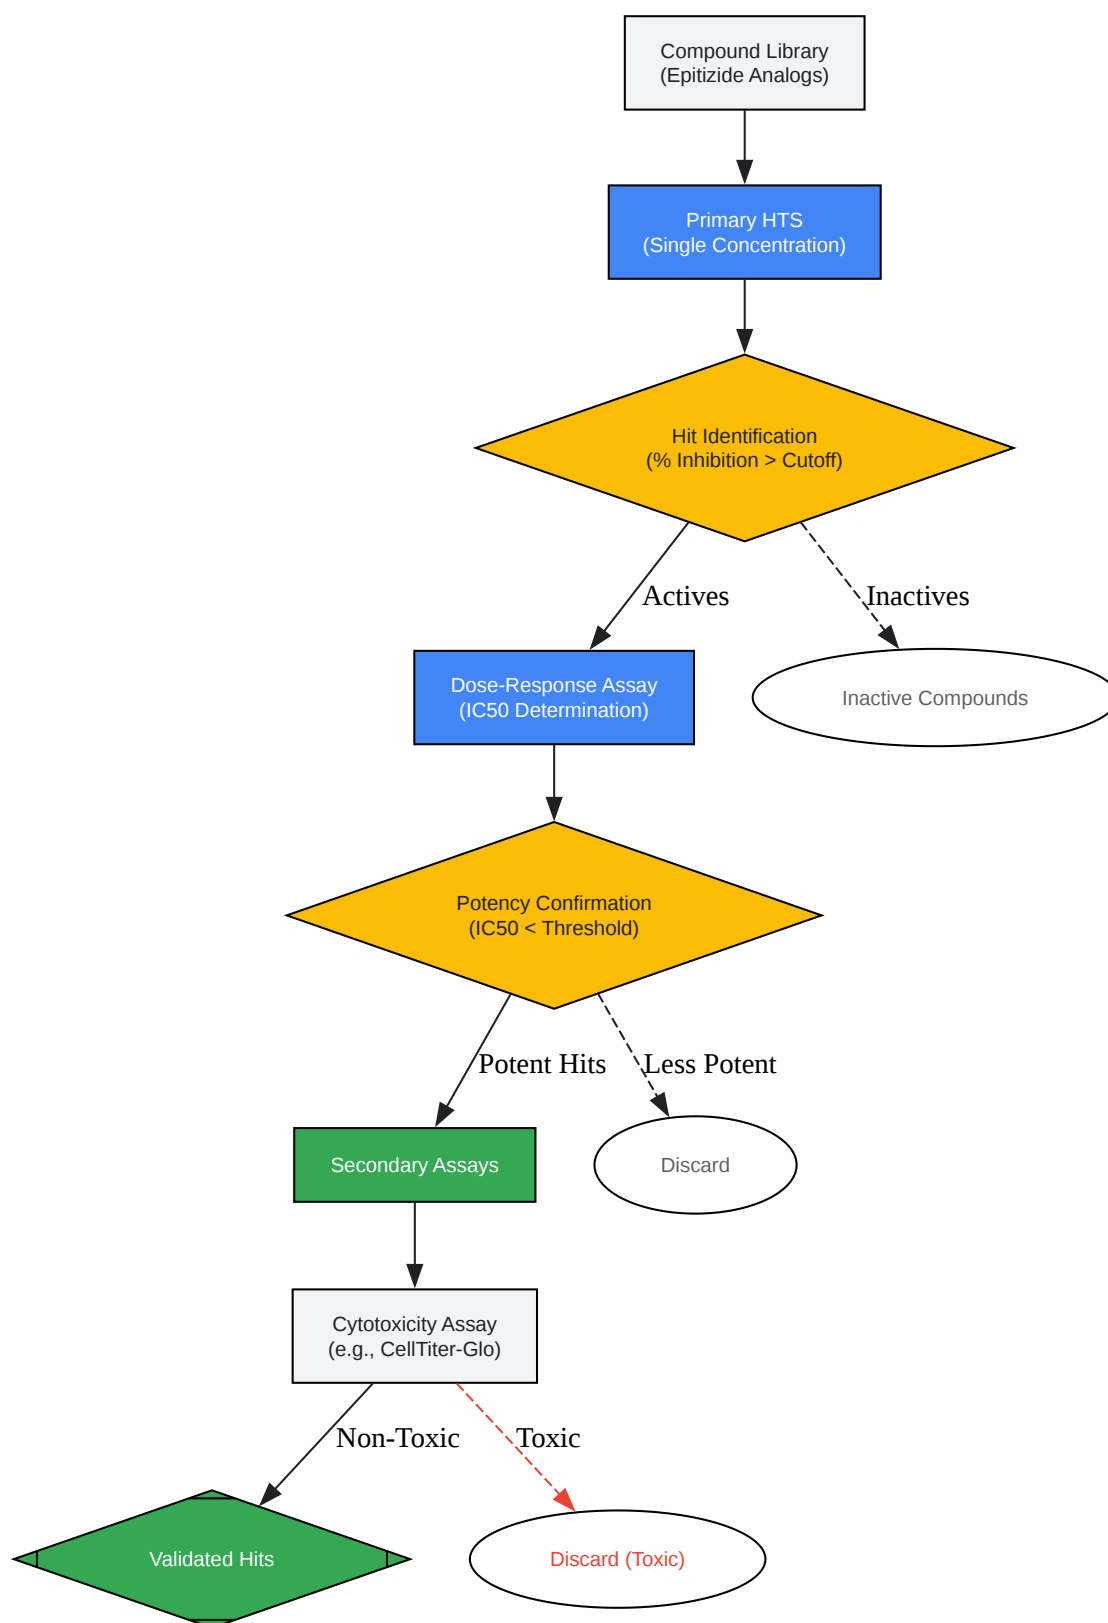 Compound Library
(Epitizide Analogs)
Primary HTS
(Single Concentration)
Hit Identification
(% Inhibition > Cutoff)
Actives
Inactives
Dose-Response Assay
(IC50 Determination)
Inactive Compounds
Potency Confirmation
(IC50 < Threshold)
Potent Hits
Less Potent
Secondary Assays
Discard
Cytotoxicity Assay
(e.g., CellTiter-Glo)
Non-Toxic
Toxic
Validated Hits
Discard (Toxic)